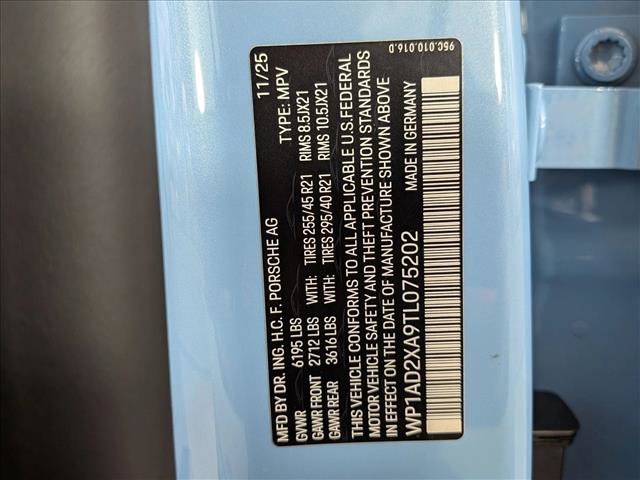 MFD BY DR. ING. H.C. F. PORSCHE AG 11/25
GVWR 6195 LBS TYPE: MPV
GAWR FRONT 2712 LBS WITH: TIRES 255/45 R21 RIMS 8.5JX21
GAWR REAR 3616 LBS WITH: TIRES 295/40 R21 RIMS 10.5JX21
THIS VEHICLE CONFORMS TO ALL APPLICABLE U.S. FEDERAL
MOTOR VEHICLE SAFETY AND THEFT PREVENTION STANDARDS
IN EFFECT ON THE DATE OF MANUFACTURE SHOWN ABOVE
WP1AD2XA9TL075202 MADE IN GERMANY
95C.010.016.D